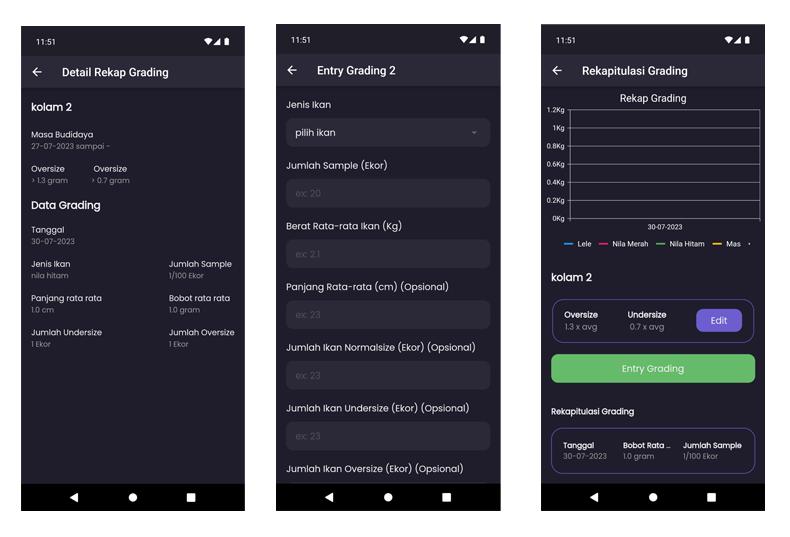 11:51
Detail Rekap Grading
kolam 2
Masa Budidaya
27-07-2023 sampai -
Oversize Oversize
> 1.3 gram > 0.7 gram
Data Grading
Tanggal
30-07-2023
Jenis Ikan Jumlah Sample
nila hitam 1/100 Ekor
Panjang rata rata Bobot rata rata
1.0 cm 1.0 gram
Jumlah Undersize Jumlah Oversize
1 Ekor 1 Ekor
11:51
Entry Grading 2
Jenis Ikan
pilih ikan
Jumlah Sample (Ekor)
ex: 20
Berat Rata-rata Ikan (Kg)
ex: 2.1
Panjang Rata-rata (cm) (Opsional)
ex: 23
Jumlah Ikan Normalsize (Ekor) (Opsional)
ex: 23
Jumlah Ikan Undersize (Ekor) (Opsional)
ex: 23
Jumlah Ikan Oversize (Ekor) (Opsional)
11:51
Rekapitulasi Grading
Rekap Grading
1.2Kg
1Kg
0.8Kg
0.6Kg
0.4Kg
0.2Kg
0Kg
30-07-2023
Lele Nila Merah Nila Hitam Mas
kolam 2
Oversize Undersize
1.3 x avg 0.7 x avg
Edit
Entry Grading
Rekapitulasi Grading
Tanggal Bobot Rata ... Jumlah Sample
30-07-2023 1.0 gram 1/100 Ekor